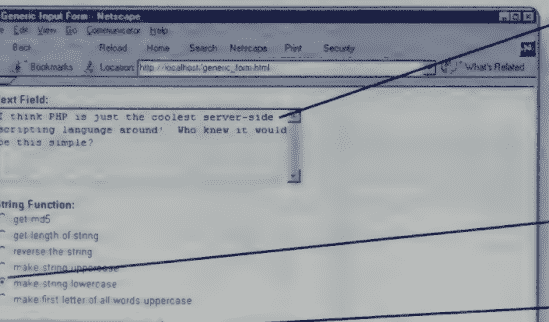 Generic Input Form - Netscape
Edit View Go Communicator Help
Back Reload Home Search Netscape Print Security
Bookmarks Location: http://localhost/generic_form.html What's Related
ext Field:
I think PHP is just the coolest server-side
scripting language around! Who knew it would
be this simple?
String Function:
get md5
get length of string
reverse the string
make string uppercase
make string lowercase
make first letter of all words uppercase